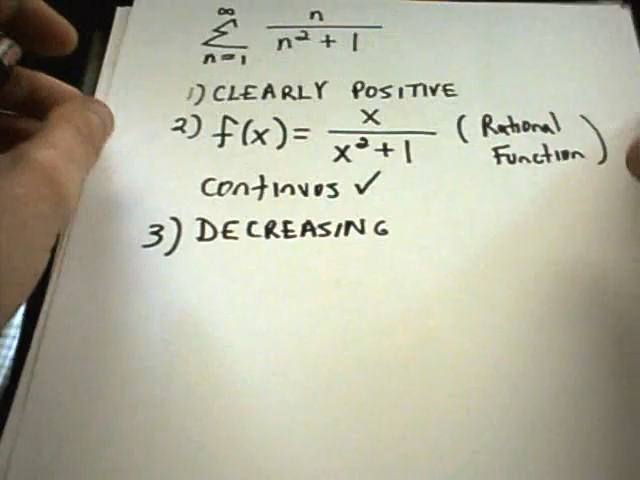 ∞
∑ n / (n² + 1)
n=1
1) CLEARLY POSITIVE
2) f(x) = x / (x² + 1) (Rational Function)
continuos ✓
3) DECREASING